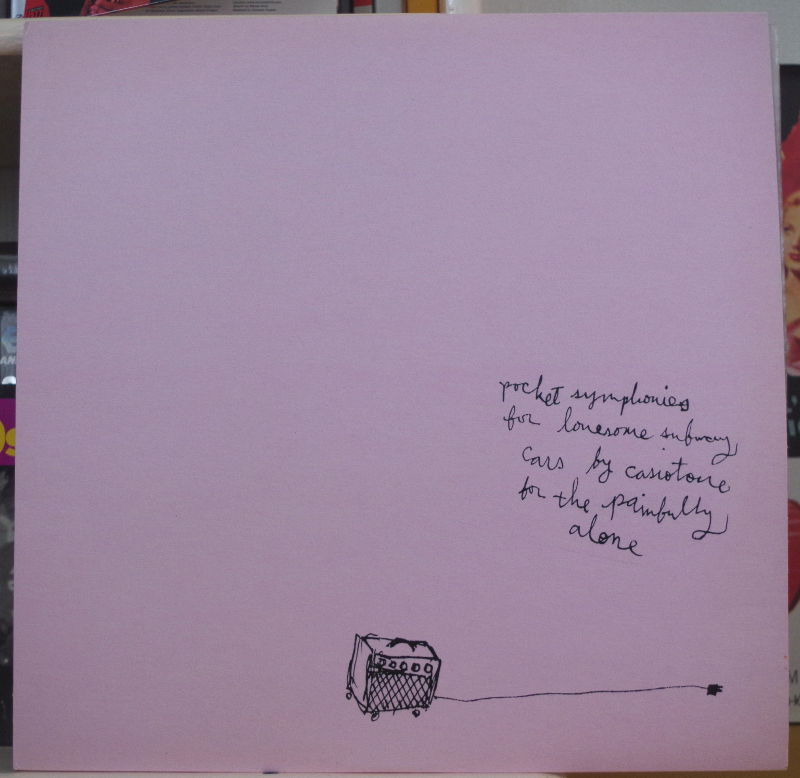 pocket symphonies
for lonesome subway
cars by casiotone
for the painfully
alone